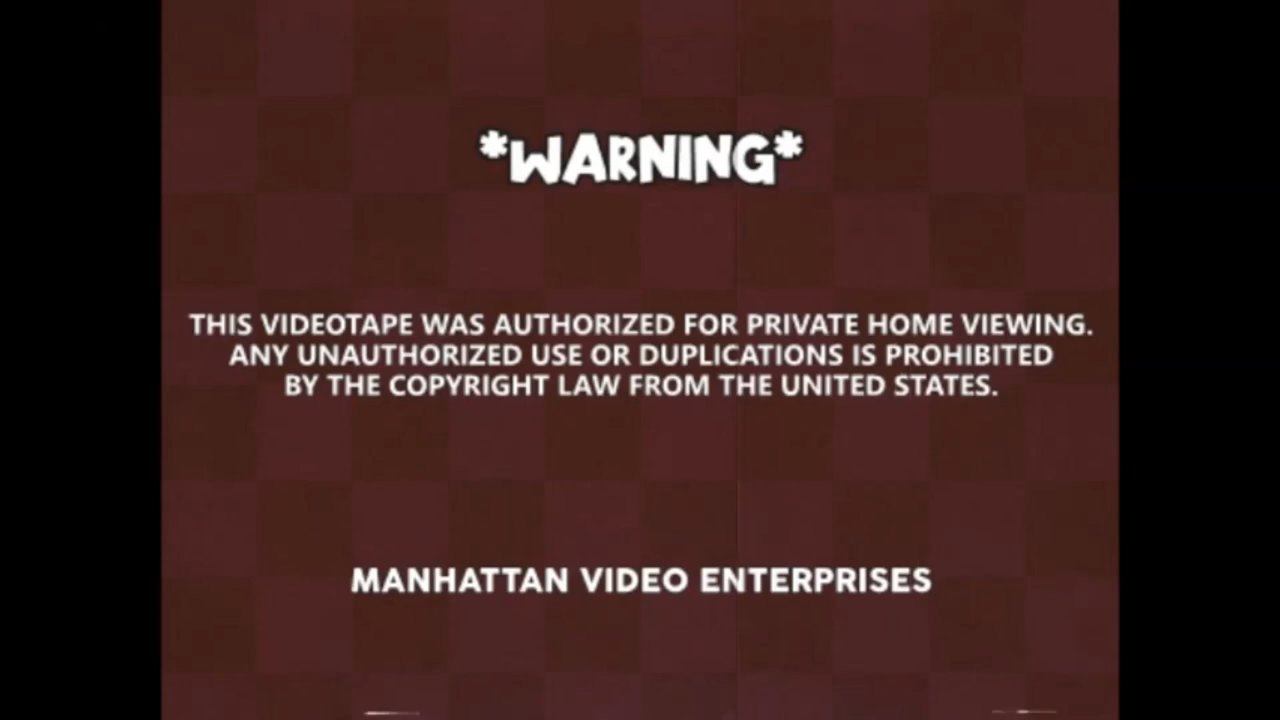 *WARNING*
THIS VIDEOTAPE WAS AUTHORIZED FOR PRIVATE HOME VIEWING.
ANY UNAUTHORIZED USE OR DUPLICATIONS IS PROHIBITED
BY THE COPYRIGHT LAW FROM THE UNITED STATES.
MANHATTAN VIDEO ENTERPRISES